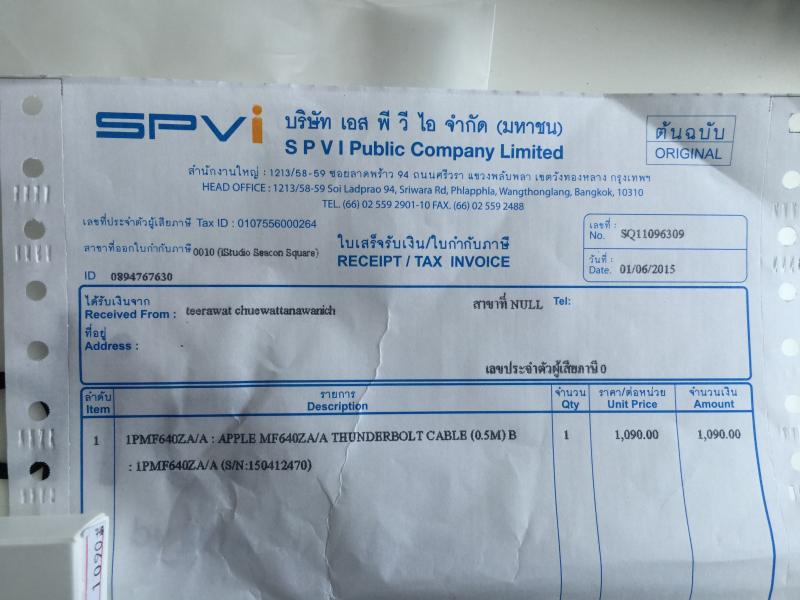 SPVi
บริษัท เอส พี วี ไอ จำกัด (มหาชน)
S P V I Public Company Limited
ต้นฉบับ
ORIGINAL
สำนักงานใหญ่ : 1213/58-59 ซอยลาดพร้าว 94 ถนนศรีวรา แขวงพลับพลา เขตวังทองหลาง กรุงเทพฯ
HEAD OFFICE : 1213/58-59 Soi Ladprao 94, Sriwara Rd, Phlapphla, Wangthonglang, Bangkok, 10310
TEL. (66) 02 559 2901-10 FAX. (66) 02 559 2488
เลขที่ประจำตัวผู้เสียภาษี Tax ID : 0107556000264
สาขาที่ออกใบกำกับภาษี 0010 (iStudio Seacon Square)
ID 0894767630
ใบเสร็จรับเงิน/ใบกำกับภาษี
RECEIPT / TAX INVOICE
เลขที่ :
No. SQ11096309
วันที่ :
Date. 01/06/2015
ได้รับเงินจาก
Received From : teerawat chuewattanawanich
สาขาที่ NULL Tel:
ที่อยู่
Address :
เลขประจำตัวผู้เสียภาษี 0
ลำดับ รายการ จำนวน ราคา/ต่อหน่วย จำนวนเงิน
Item Description Qty Unit Price Amount
1 1PMF640ZA/A : APPLE MF640ZA/A THUNDERBOLT CABLE (0.5M) B 1 1,090.00 1,090.00
: 1PMF640ZA/A (S/N:150412470)
1090